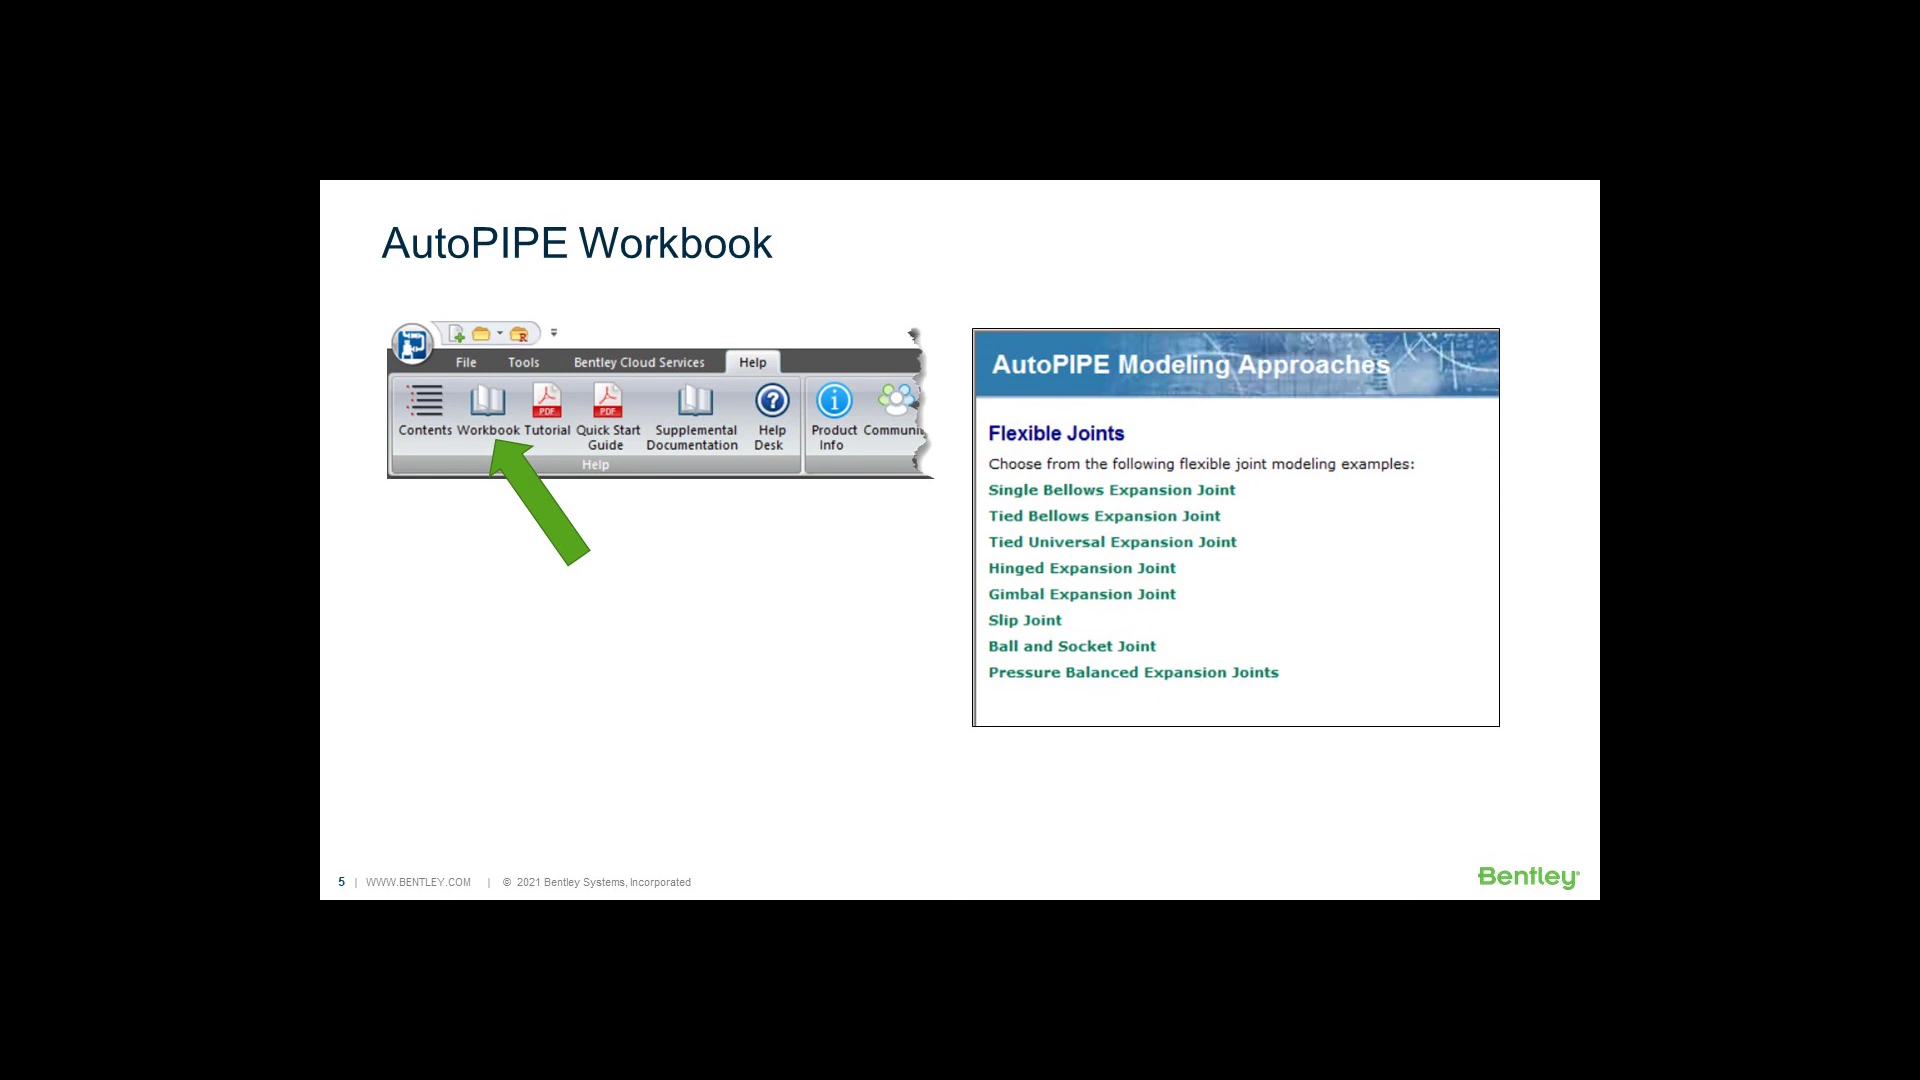 AutoPIPE Workbook
File Tools Bentley Cloud Services Help
Contents Workbook Tutorial Quick Start Guide Supplemental Documentation Help Desk Product Info
PDF PDF
Help
AutoPIPE Modeling Approaches
Flexible Joints
Choose from the following flexible joint modeling examples:
Single Bellows Expansion Joint
Tied Bellows Expansion Joint
Tied Universal Expansion Joint
Hinged Expansion Joint
Gimbal Expansion Joint
Slip Joint
Ball and Socket Joint
Pressure Balanced Expansion Joints
5 | WWW.BENTLEY.COM | © 2021 Bentley Systems, Incorporated
Bentley